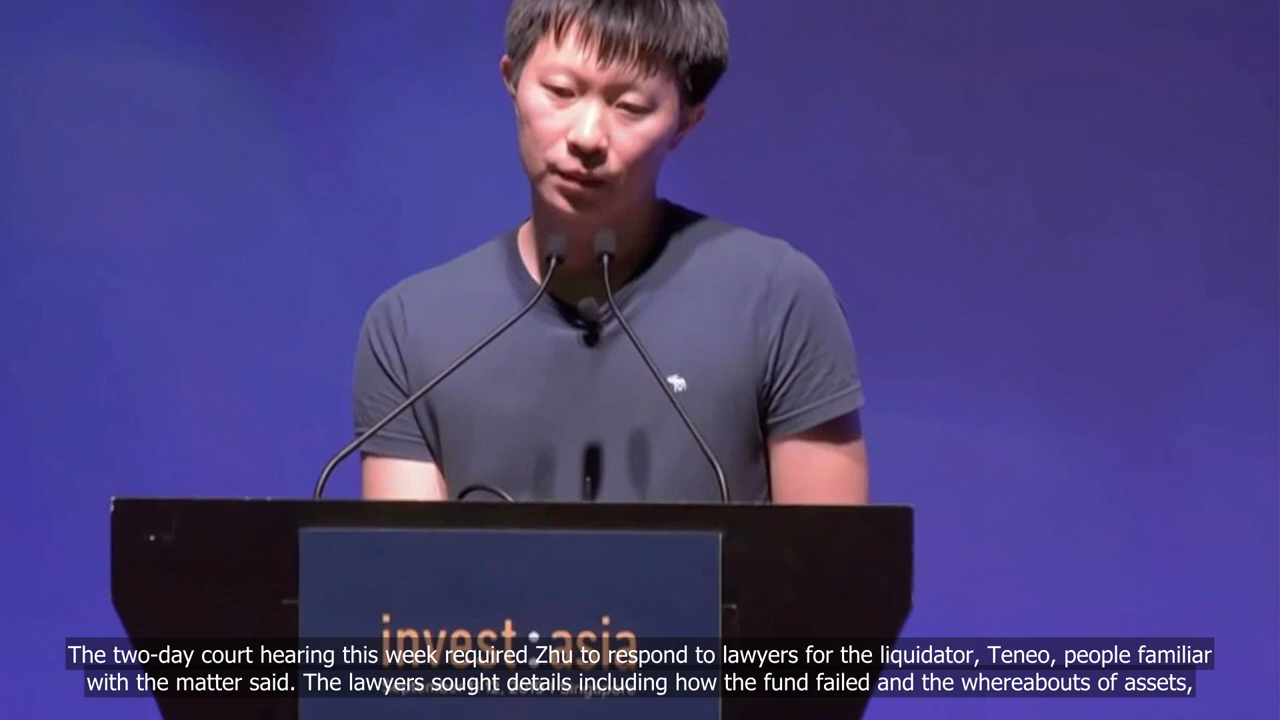 invest:asia
The two-day court hearing this week required Zhu to respond to lawyers for the liquidator, Teneo, people familiar
with the matter said. The lawyers sought details including how the fund failed and the whereabouts of assets,